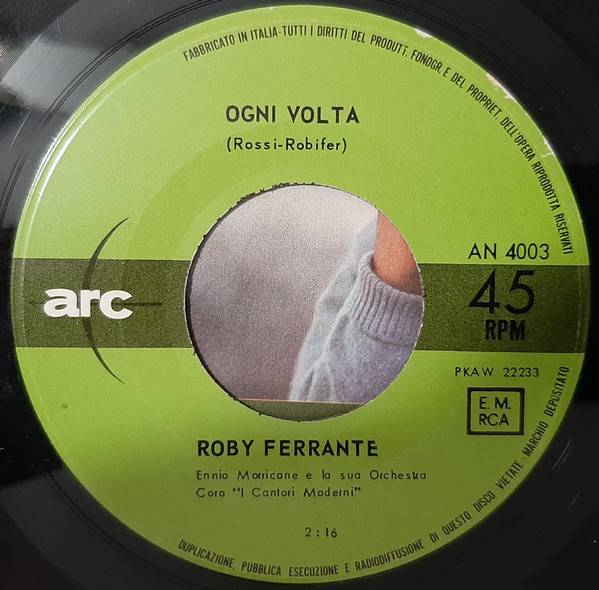 FABBRICATO IN ITALIA-TUTTI I DIRITTI DEL PRODUTT. FONOGR. E DEL PROPRIET. DELL'OPERA RIPRODOTTA RISERVATI
OGNI VOLTA
(Rossi-Robifer)
AN 4003
arc
45
RPM
PKAW 22233
E. M.
RCA
ROBY FERRANTE
Ennio Morricone e la sua Orchestra
Coro "I Cantori Moderni"
2 : 16
DUPLICAZIONE, PUBBLICA ESECUZIONE E RADIODIFFUSIONE DI QUESTO DISCO VIETATE - MARCHIO DEPOSITATO